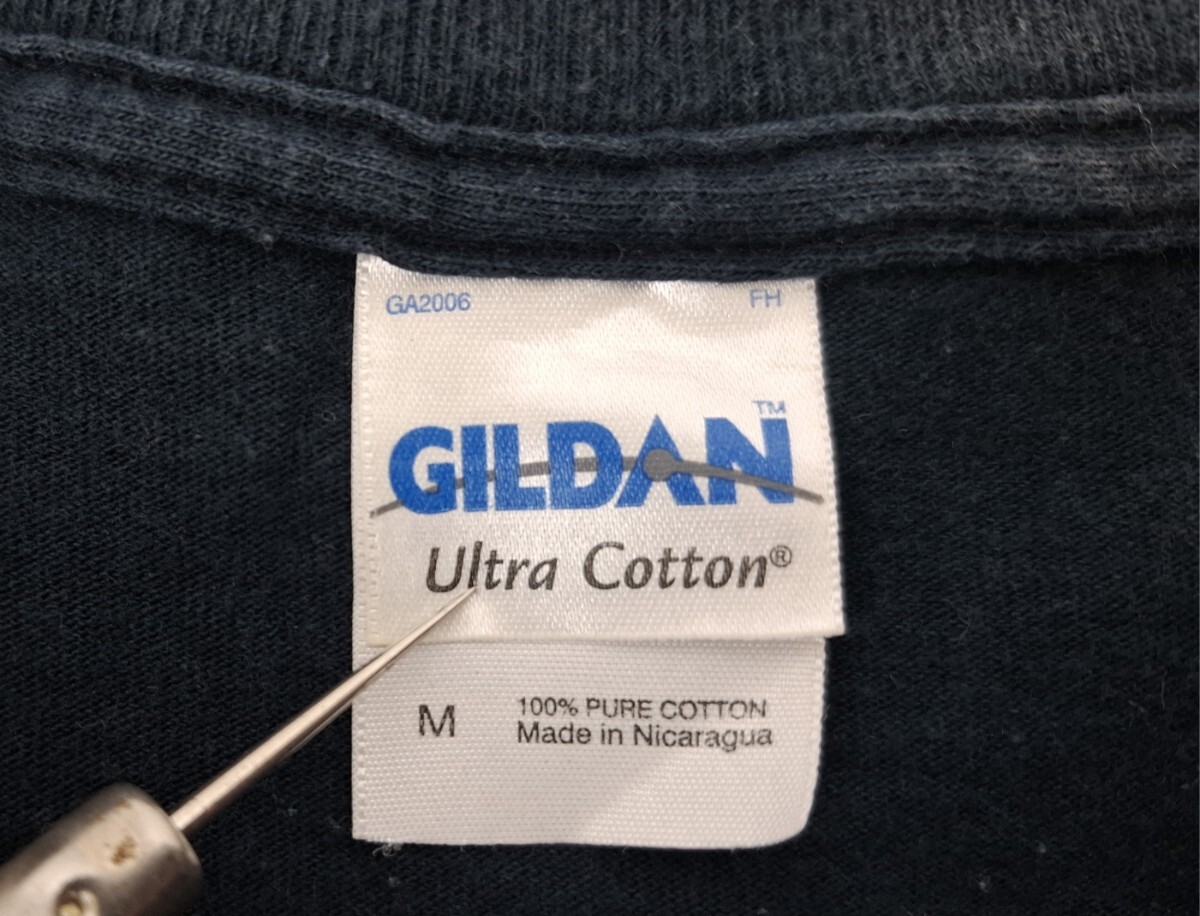 GA2006 FH
GILDAN™
Ultra Cotton®
M 100% PURE COTTON
Made in Nicaragua